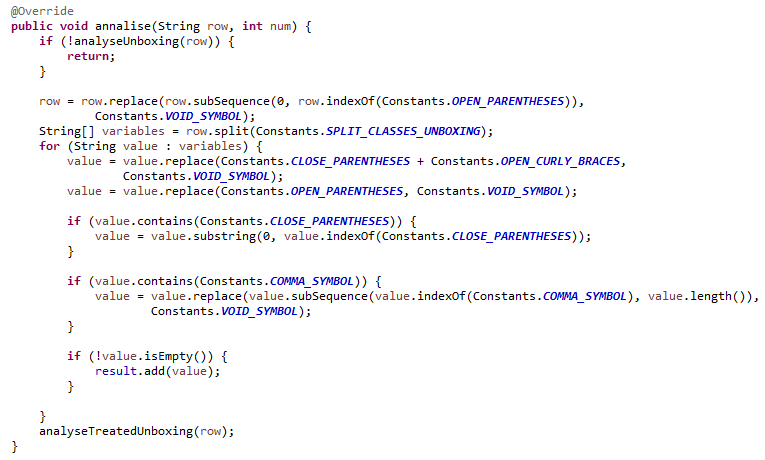 @Override
public void annalise(String row, int num) {
    if (!analyseUnboxing(row)) {
        return;
    }

    row = row.replace(row.subSequence(0, row.indexOf(Constants.OPEN_PARENTHESES)),
            Constants.VOID_SYMBOL);
    String[] variables = row.split(Constants.SPLIT_CLASSES_UNBOXING);
    for (String value : variables) {
        value = value.replace(Constants.CLOSE_PARENTHESES + Constants.OPEN_CURLY_BRACES,
                Constants.VOID_SYMBOL);
        value = value.replace(Constants.OPEN_PARENTHESES, Constants.VOID_SYMBOL);

        if (value.contains(Constants.CLOSE_PARENTHESES)) {
            value = value.substring(0, value.indexOf(Constants.CLOSE_PARENTHESES));
        }

        if (value.contains(Constants.COMMA_SYMBOL)) {
            value = value.replace(value.subSequence(value.indexOf(Constants.COMMA_SYMBOL), value.length()),
                    Constants.VOID_SYMBOL);
        }

        if (!value.isEmpty()) {
            result.add(value);
        }

    }
    analyseTreatedUnboxing(row);
}